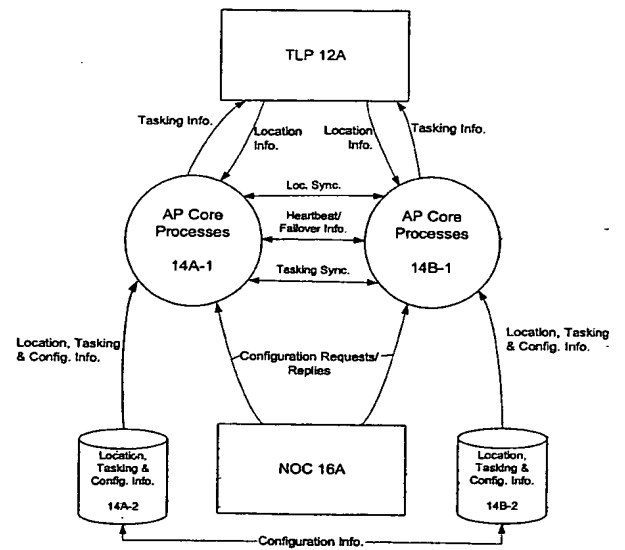 TLP 12A
Tasking Info.
Location
Info.
Location
Info.
Tasking Info.
Loc. Sync.
AP Core
Processes
14A-1
Heartbeat/
Failover Info.
AP Core
Processes
14B-1
Tasking Sync.
Location, Tasking
& Config. Info.
Configuration Requests/
Replies
Location, Tasking
& Config. Info.
Location,
Tasking &
Config. Info.
14A-2
NOC 16A
Location,
Tasking &
Config. Info.
14B-2
Configuration Info.